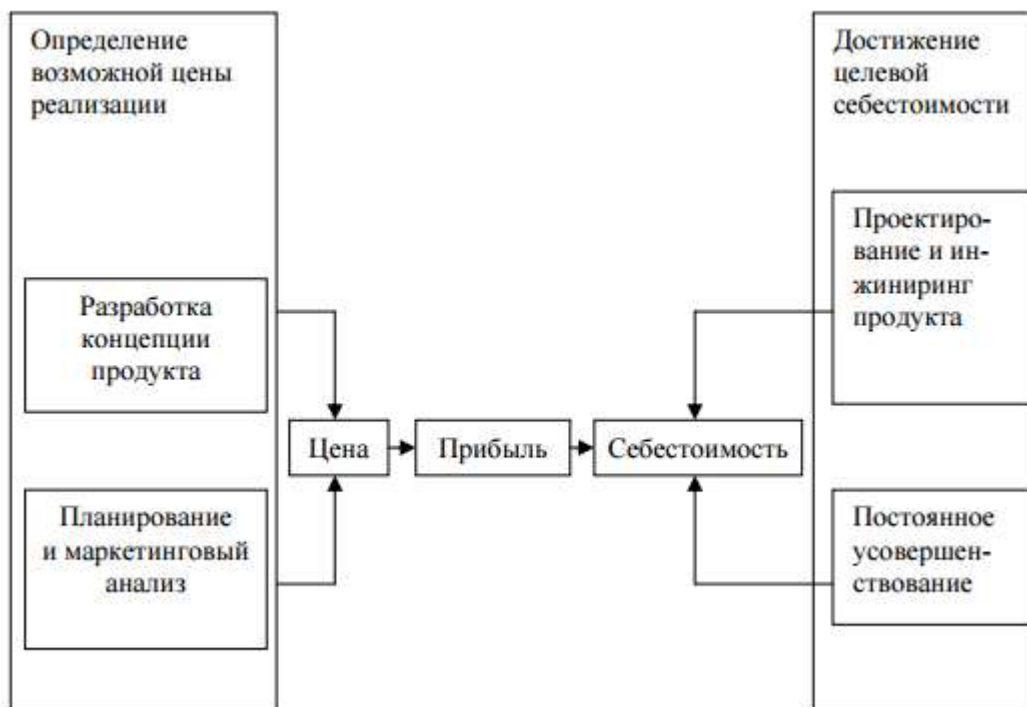 Определение
возможной цены
реализации
Разработка
концепции
продукта
Планирование
и маркетинговый
анализ
Цена
Прибыль
Себестоимость
Достижение
целевой
себестоимости
Проектиро-
вание и ин-
жиниринг
продукта
Постоянное
усовершен-
ствование